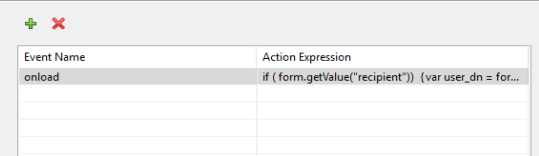 Event Name Action Expression
onload if ( form.getValue("recipient")) {var user_dn = for...